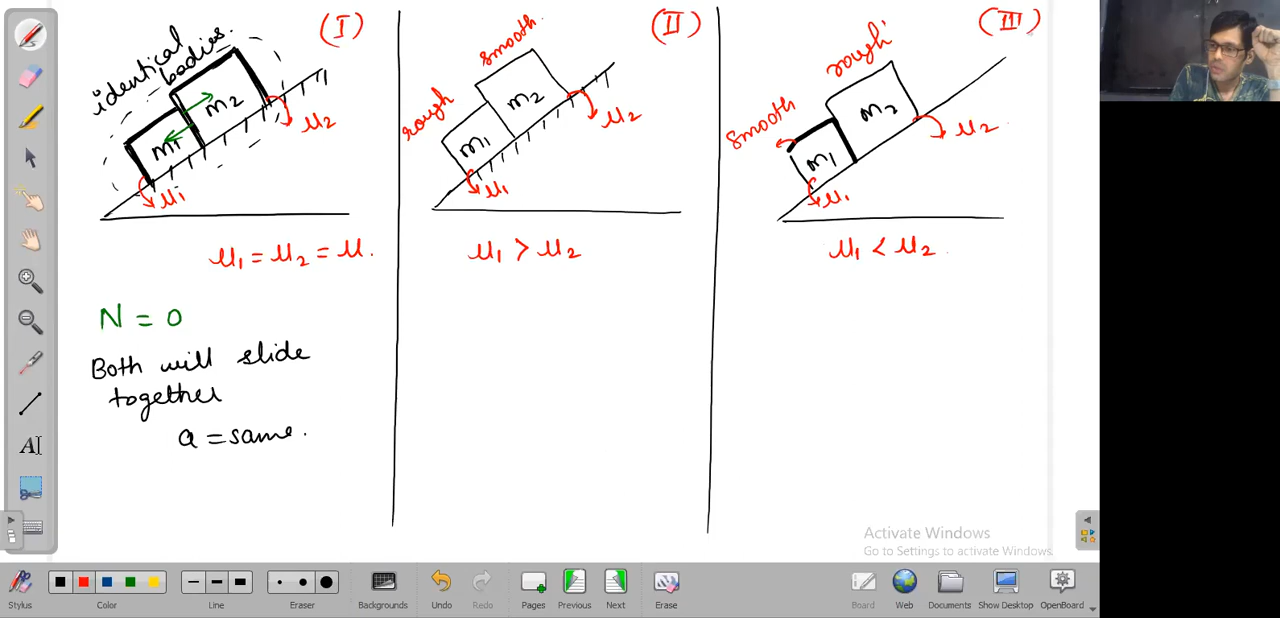 (I)
identical
bodies.
m2
m1
μ2
μ1
μ1 = μ2 = μ.
N = 0
Both will slide
together
a = same.
(II)
smooth
rough
m2
m1
μ2
μ1
μ1 > μ2
(III)
rough
smooth
m2
m1
μ2
μ1
μ1 < μ2
Activate Windows
Go to Settings to activate Windows.
Stylus
Color
Line
Eraser
Backgrounds
Undo
Redo
Pages
Previous
Next
Erase
Board
Web
Documents
Show Desktop
OpenBoard